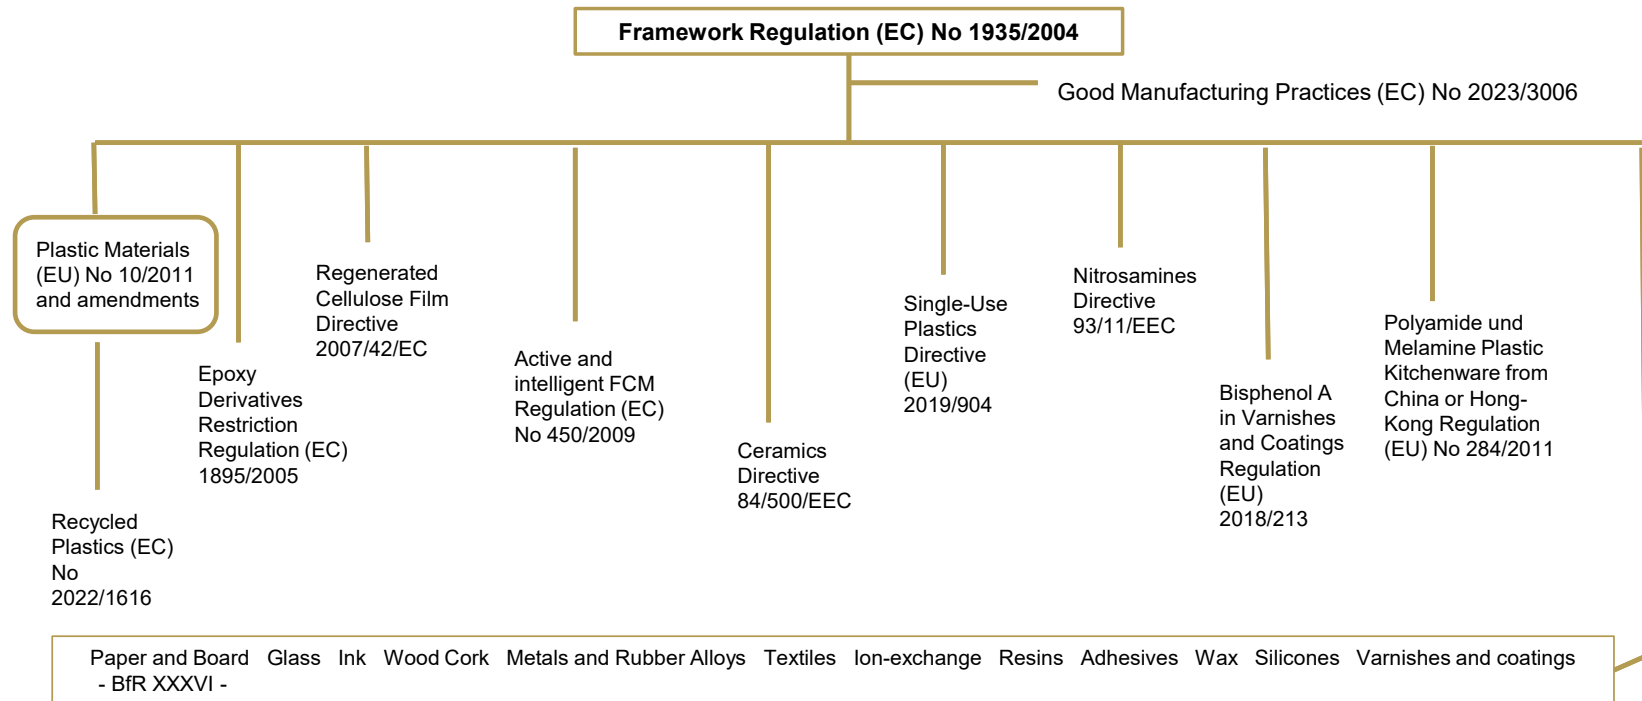 Framework Regulation (EC) No 1935/2004
Good Manufacturing Practices (EC) No 2023/3006
Plastic Materials
(EU) No 10/2011
and amendments
Recycled
Plastics (EC)
No
2022/1616
Epoxy
Derivatives
Restriction
Regulation (EC)
1895/2005
Regenerated
Cellulose Film
Directive
2007/42/EC
Active and
intelligent FCM
Regulation (EC)
No 450/2009
Ceramics
Directive
84/500/EEC
Single-Use
Plastics
Directive
(EU)
2019/904
Nitrosamines
Directive
93/11/EEC
Bisphenol A
in Varnishes
and Coatings
Regulation
(EU)
2018/213
Polyamide und
Melamine Plastic
Kitchenware from
China or Hong-
Kong Regulation
(EU) No 284/2011
Paper and Board Glass Ink Wood Cork Metals and Rubber Alloys Textiles Ion-exchange Resins Adhesives Wax Silicones Varnishes and coatings
- BfR XXXVI -